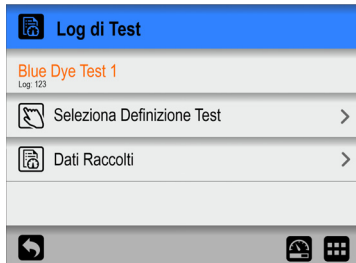 Log di Test
Blue Dye Test 1
Log: 123
Seleziona Definizione Test
Dati Raccolti